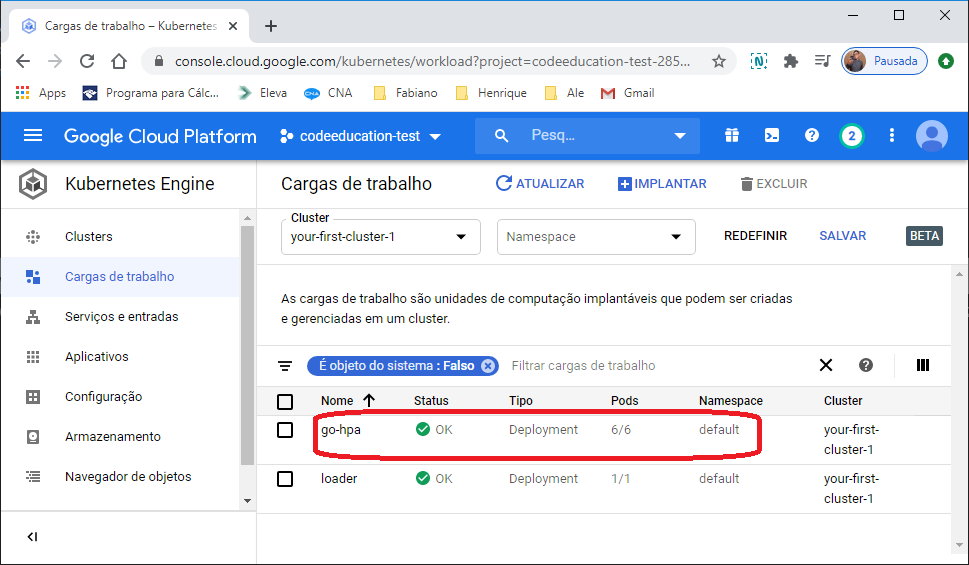 Cargas de trabalho – Kubernetes
console.cloud.google.com/kubernetes/workload?project=codeeducation-test-285...
Pausada
Apps
Programa para Cálc...
Eleva
CNA
Fabiano
Henrique
Ale
Gmail
Google Cloud Platform
codeeducation-test
Pesq...
2
Kubernetes Engine
Cargas de trabalho
ATUALIZAR
IMPLANTAR
EXCLUIR
Clusters
Cargas de trabalho
Serviços e entradas
Aplicativos
Configuração
Armazenamento
Navegador de objetos
Cluster
your-first-cluster-1
Namespace
REDEFINIR
SALVAR
BETA
As cargas de trabalho são unidades de computação implantáveis que podem ser criadas
e gerenciadas em um cluster.
É objeto do sistema : Falso
Filtrar cargas de trabalho
Nome Status Tipo Pods Namespace Cluster
go-hpa OK Deployment 6/6 default your-first-
cluster-1
loader OK Deployment 1/1 default your-first-
cluster-1